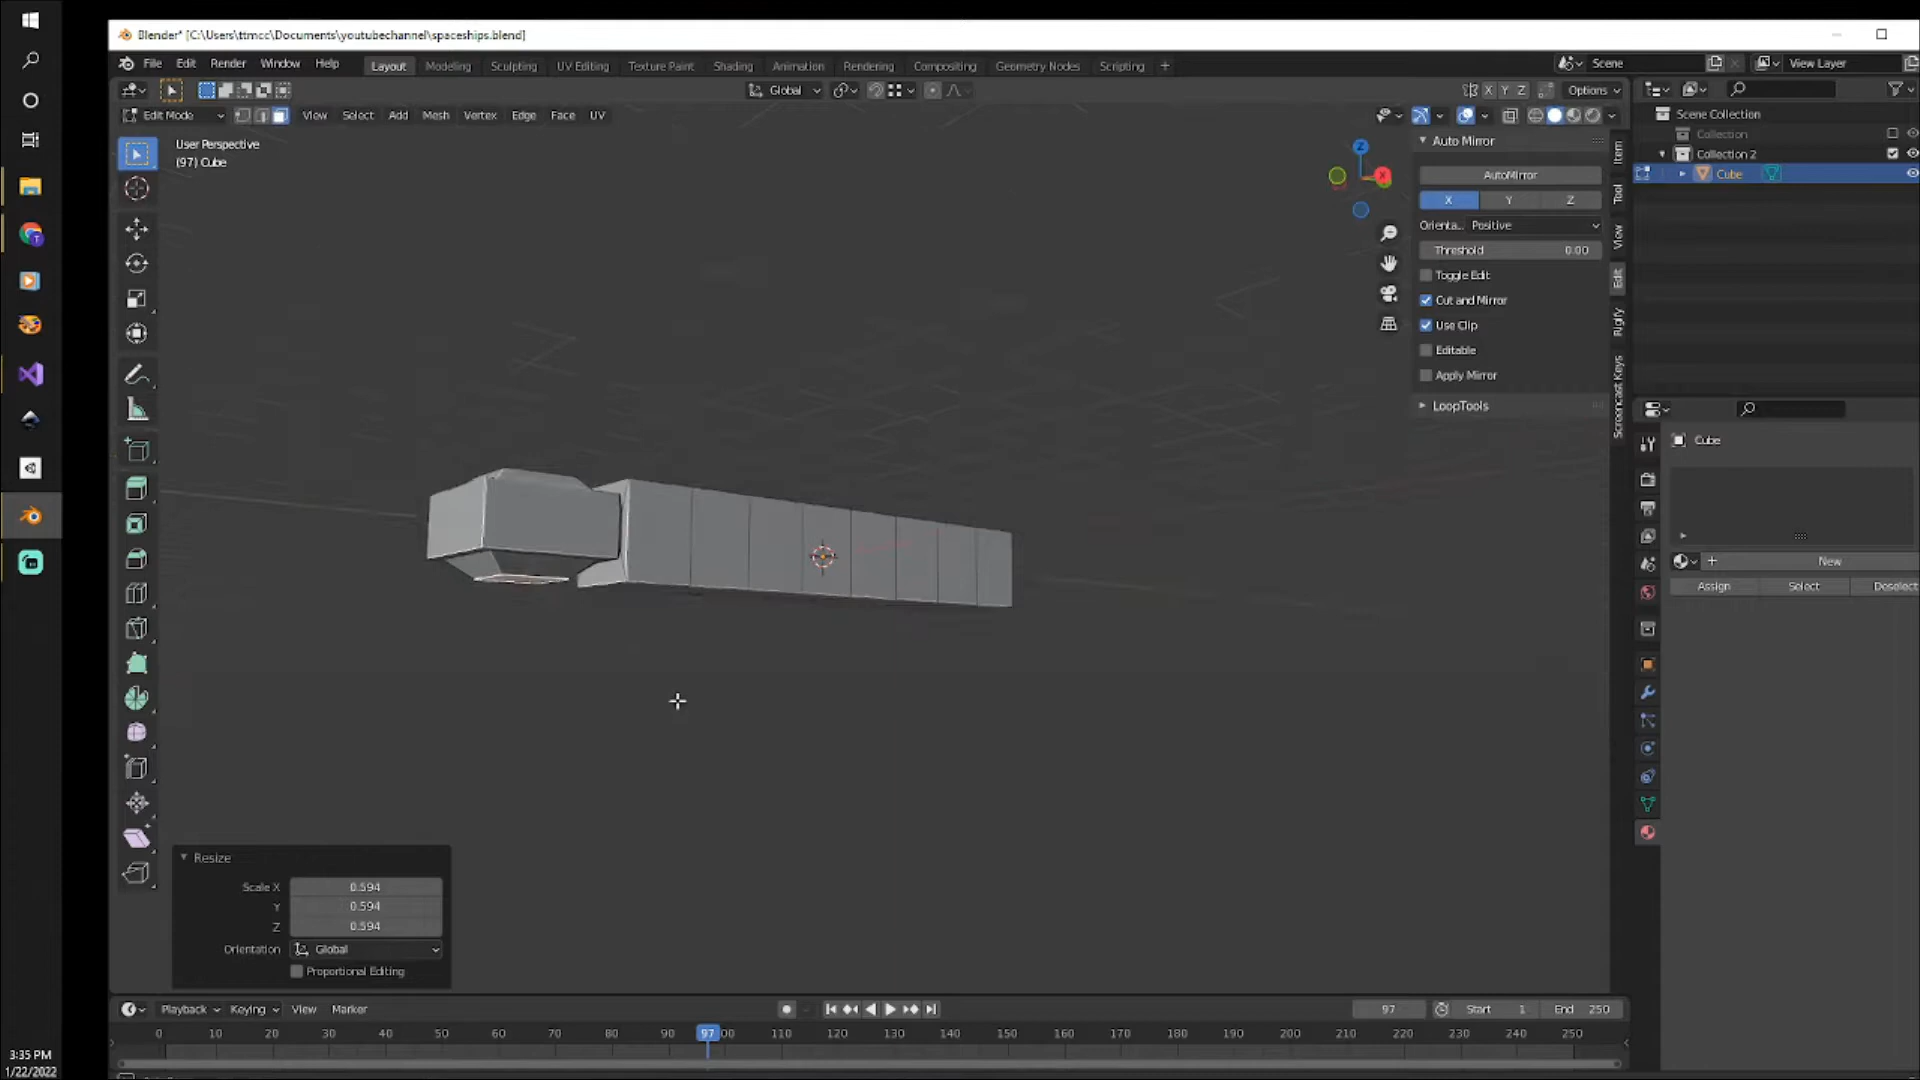 Blender* [C:\Users\ttmcc\Documents\youtubechannel\spaceships.blend]
File Edit Render Window Help Layout Modeling Sculpting UV Editing Texture Paint Shading Animation Rendering Compositing Geometry Nodes Scripting + Scene View Layer
Global X Y Z Options
Edit Mode View Select Add Mesh Vertex Edge Face UV
User Perspective
(97) Cube
Z
X
Auto Mirror
AutoMirror
X Y Z
Orienta... Positive
Threshold 0.00
Toggle Edit
Cut and Mirror
Use Clip
Editable
Apply Mirror
LoopTools
Item
Tool
View
Edit
Rigify
Screencast Keys
Scene Collection
Collection
Collection 2
Cube
Cube
New
Assign Select Deselect
Resize
Scale X 0.594
Y 0.594
Z 0.594
Orientation Global
Proportional Editing
Playback Keying View Marker 97 Start 1 End 250
0 10 20 30 40 50 60 70 80 90 97 00 110 120 130 140 150 160 170 180 190 200 210 220 230 240 250
3:35 PM
1/22/2022